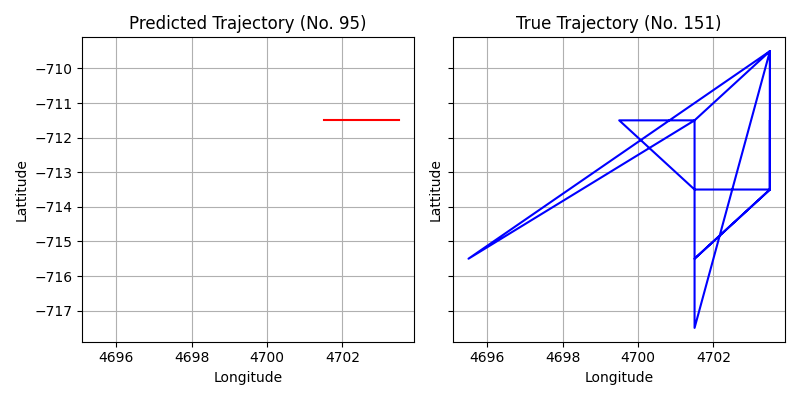 Predicted Trajectory (No. 95)
True Trajectory (No. 151)
−710
−711
−712
−713
−714
−715
−716
−717
Lattitude
Lattitude
4696 4698 4700 4702
4696 4698 4700 4702
Longitude
Longitude